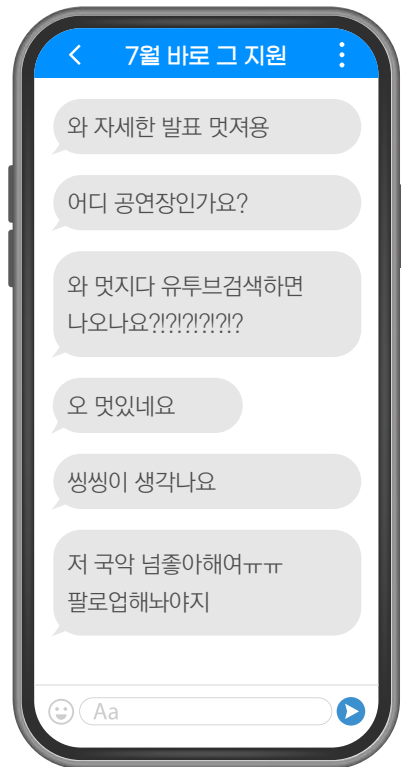 7월 바로 그 지원
와 자세한 발표 멋져용
어디 공연장인가요?
와 멋지다 유투브검색하면
나오나요?!?!?!?!?!?
오 멋있네요
씽씽이 생각나요
저 국악 넘좋아해여ㅠㅠ
팔로업해놔야지
Aa